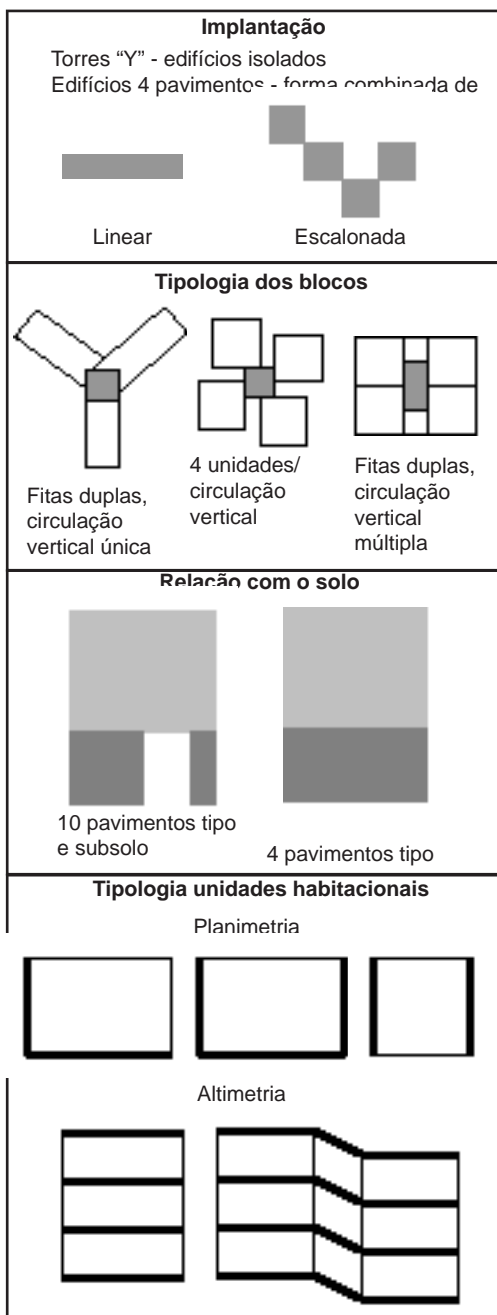 Implantação
Torres “Y” - edifícios isolados
Edifícios 4 pavimentos - forma combinada de
Linear
Escalonada
Tipologia dos blocos
Fitas duplas,
circulação
vertical única
4 unidades/
circulação
vertical
Fitas duplas,
circulação
vertical
múltipla
Relação com o solo
10 pavimentos tipo
e subsolo
4 pavimentos tipo
Tipologia unidades habitacionais
Planimetria
Altimetria